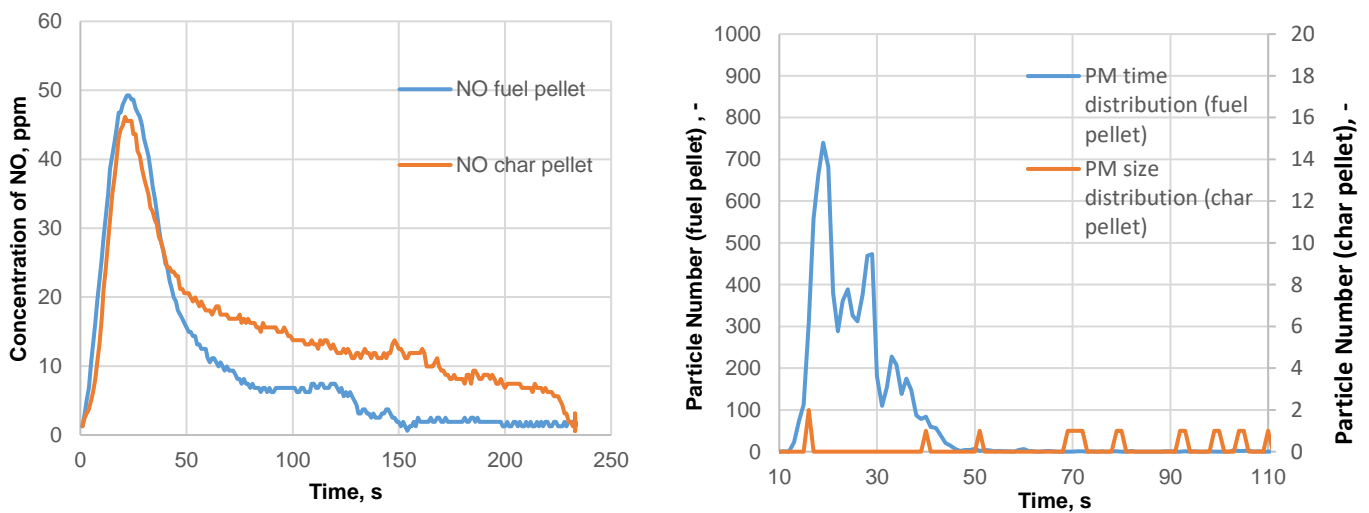 60
50
40
30
20
10
0
Concentration of NO, ppm
NO fuel pellet
NO char pellet
0 50 100 150 200 250
Time, s
1000
900
800
700
600
500
400
300
200
100
0
Particle Number (fuel pellet) , -
PM time
distribution (fuel
pellet)
PM size
distribution (char
pellet)
20
18
16
14
12
10
8
6
4
2
0
Particle Number (char pellet), -
10 30 50 70 90 110
Time, s